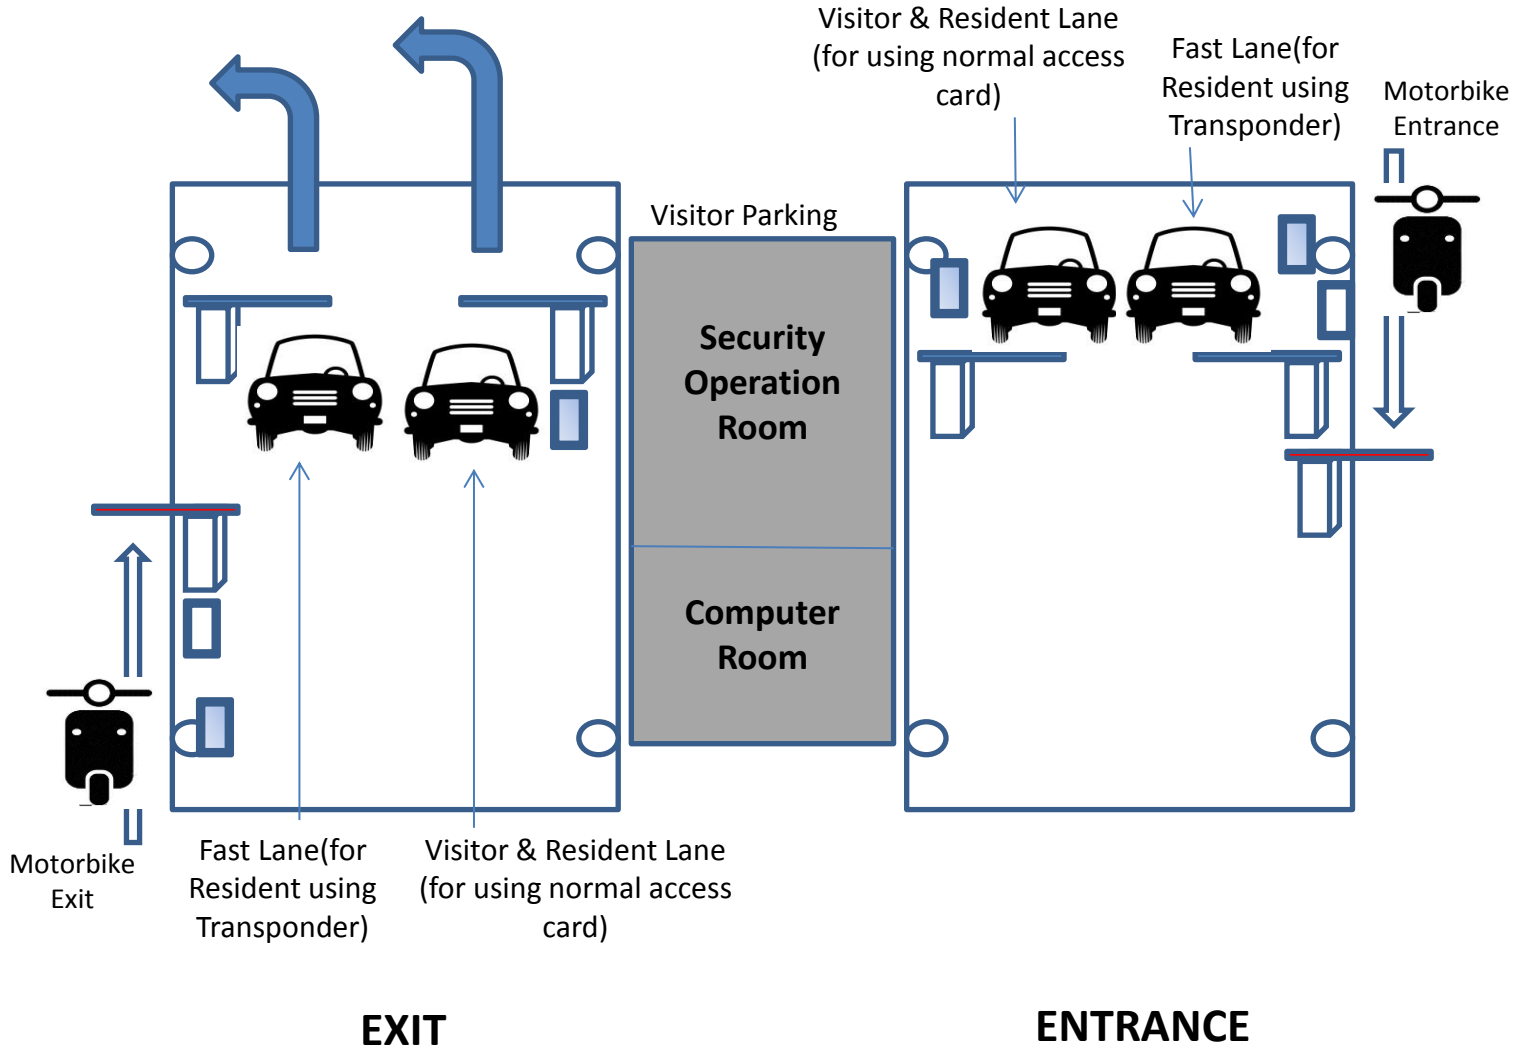 Visitor & Resident Lane
(for using normal access
card)
Fast Lane(for
Resident using
Transponder)
Motorbike
Entrance
Visitor Parking
Security
Operation
Room
Computer
Room
Motorbike
Exit
Fast Lane(for
Resident using
Transponder)
Visitor & Resident Lane
(for using normal access
card)
EXIT
ENTRANCE